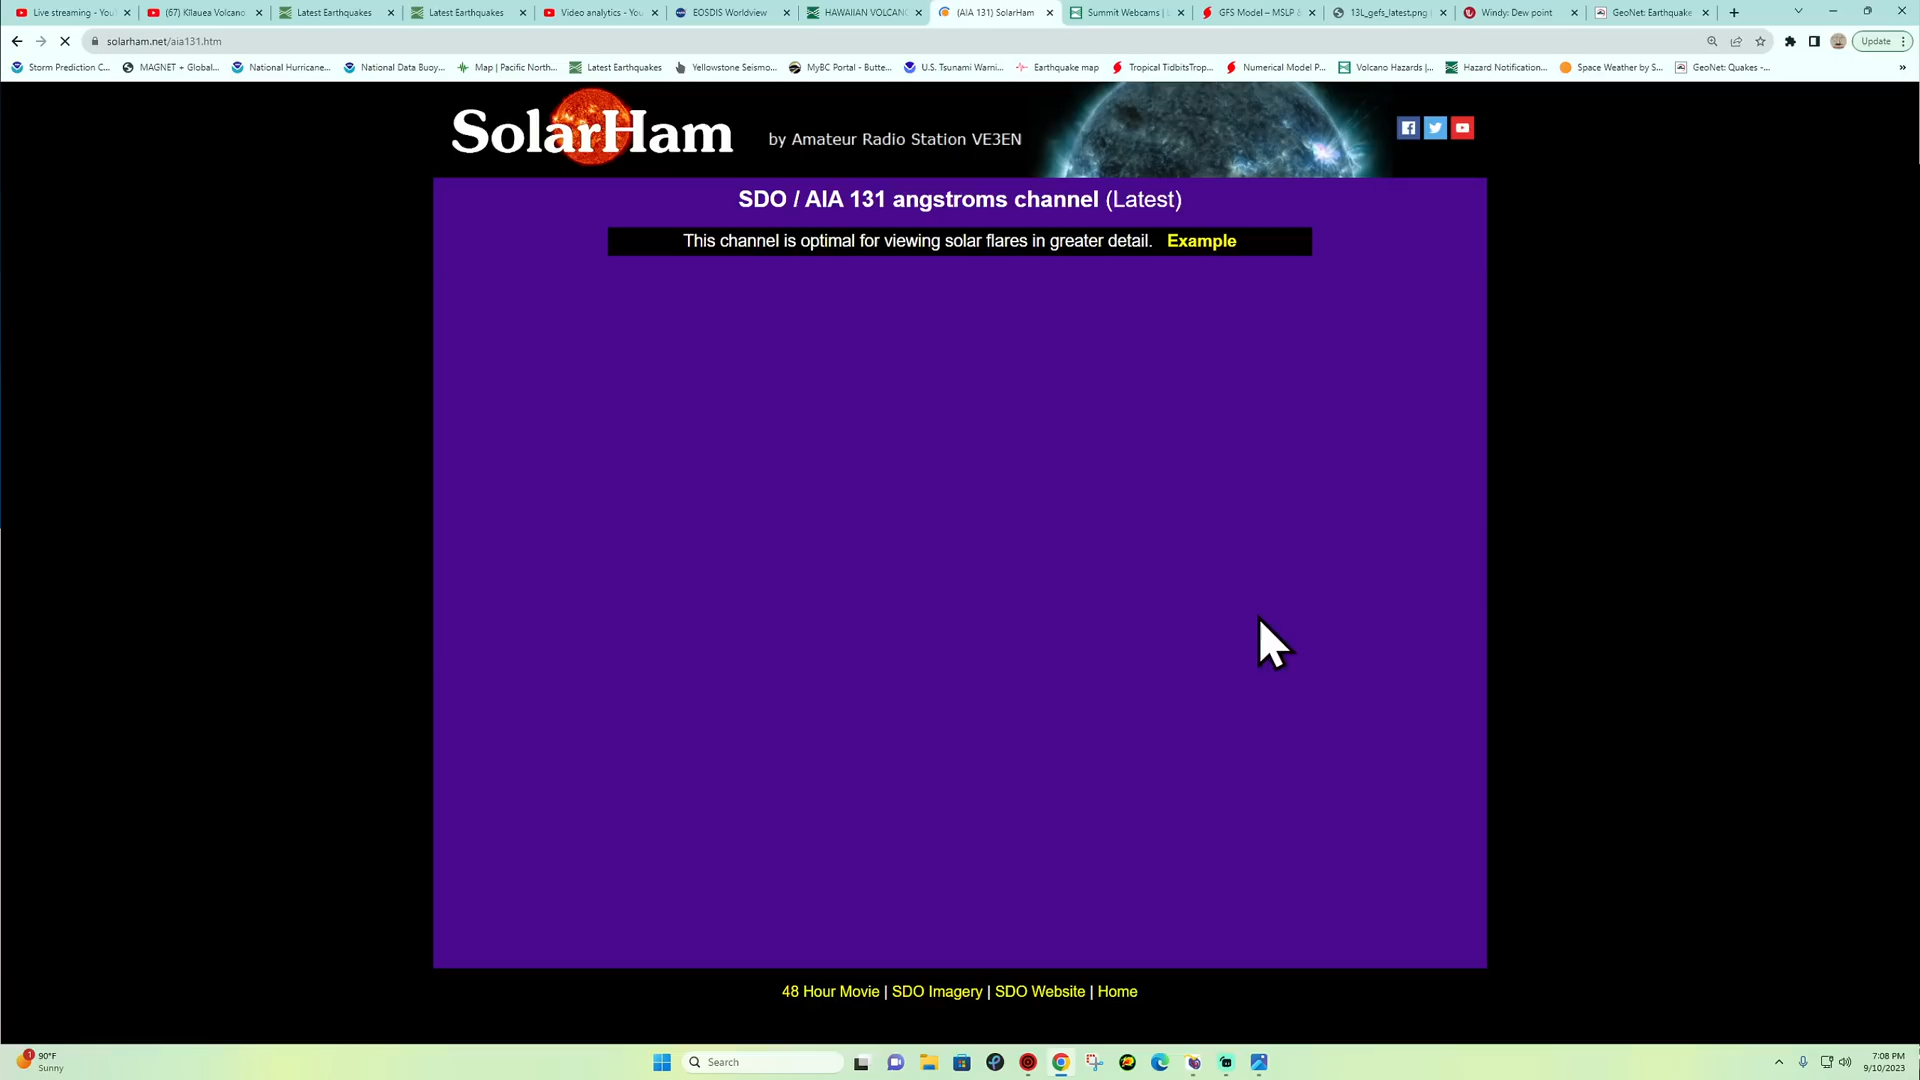 Live streaming - You
(67) Kīlauea Volcano
Latest Earthquakes
Latest Earthquakes
Video analytics - You
EOSDIS Worldview
HAWAIIAN VOLCANO
(AIA 131) SolarHam
Summit Webcams |
GFS Model – MSLP &
13L_gefs_latest.png
Windy: Dew point
GeoNet: Earthquake
solarham.net/aia131.htm
Update
Storm Prediction C...
MAGNET + Global...
National Hurricane...
National Data Buoy...
Map | Pacific North...
Latest Earthquakes
Yellowstone Seismo...
MyBC Portal - Butte...
U.S. Tsunami Warni...
Earthquake map
Tropical TidbitsTrop...
Numerical Model P...
Volcano Hazards |...
Hazard Notification...
Space Weather by S...
GeoNet: Quakes -...
SolarHam
by Amateur Radio Station VE3EN
SDO / AIA 131 angstroms channel (Latest)
This channel is optimal for viewing solar flares in greater detail. Example
48 Hour Movie | SDO Imagery | SDO Website | Home
1
90°F
Sunny
Search
7:08 PM
9/10/2023